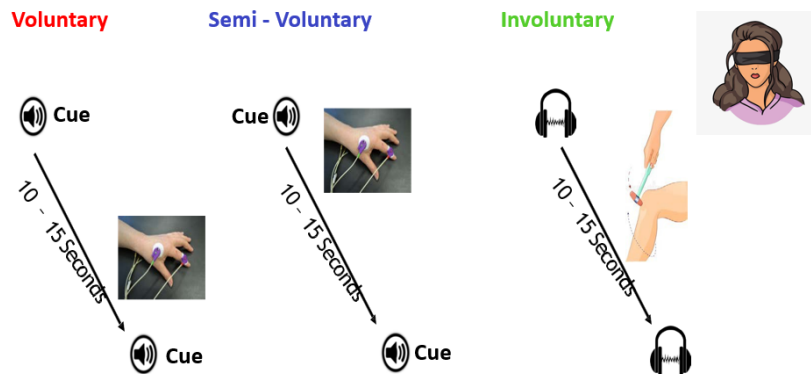 Voluntary
Semi - Voluntary
Involuntary
Cue
Cue
10 - 15 Seconds
10 - 15 Seconds
10 - 15 Seconds
Cue
Cue